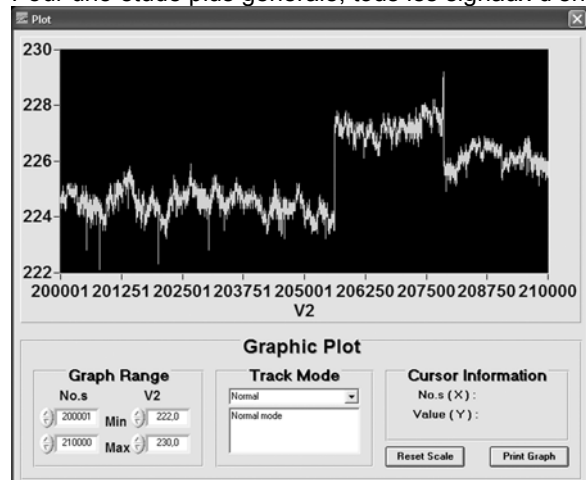 Pour une étude plus générale, tous les signaux d'en
Plot
230
228
226
224
222
200001 201251 202501 203751 205001 206250 207500 208750 210000
V2
Graphic Plot
Graph Range
No.s V2
200001 Min 222,0
210000 Max 230,0
Track Mode
Normal
Normal mode
Cursor Information
No.s ( X ) :
Value ( Y ) :
Reset Scale Print Graph